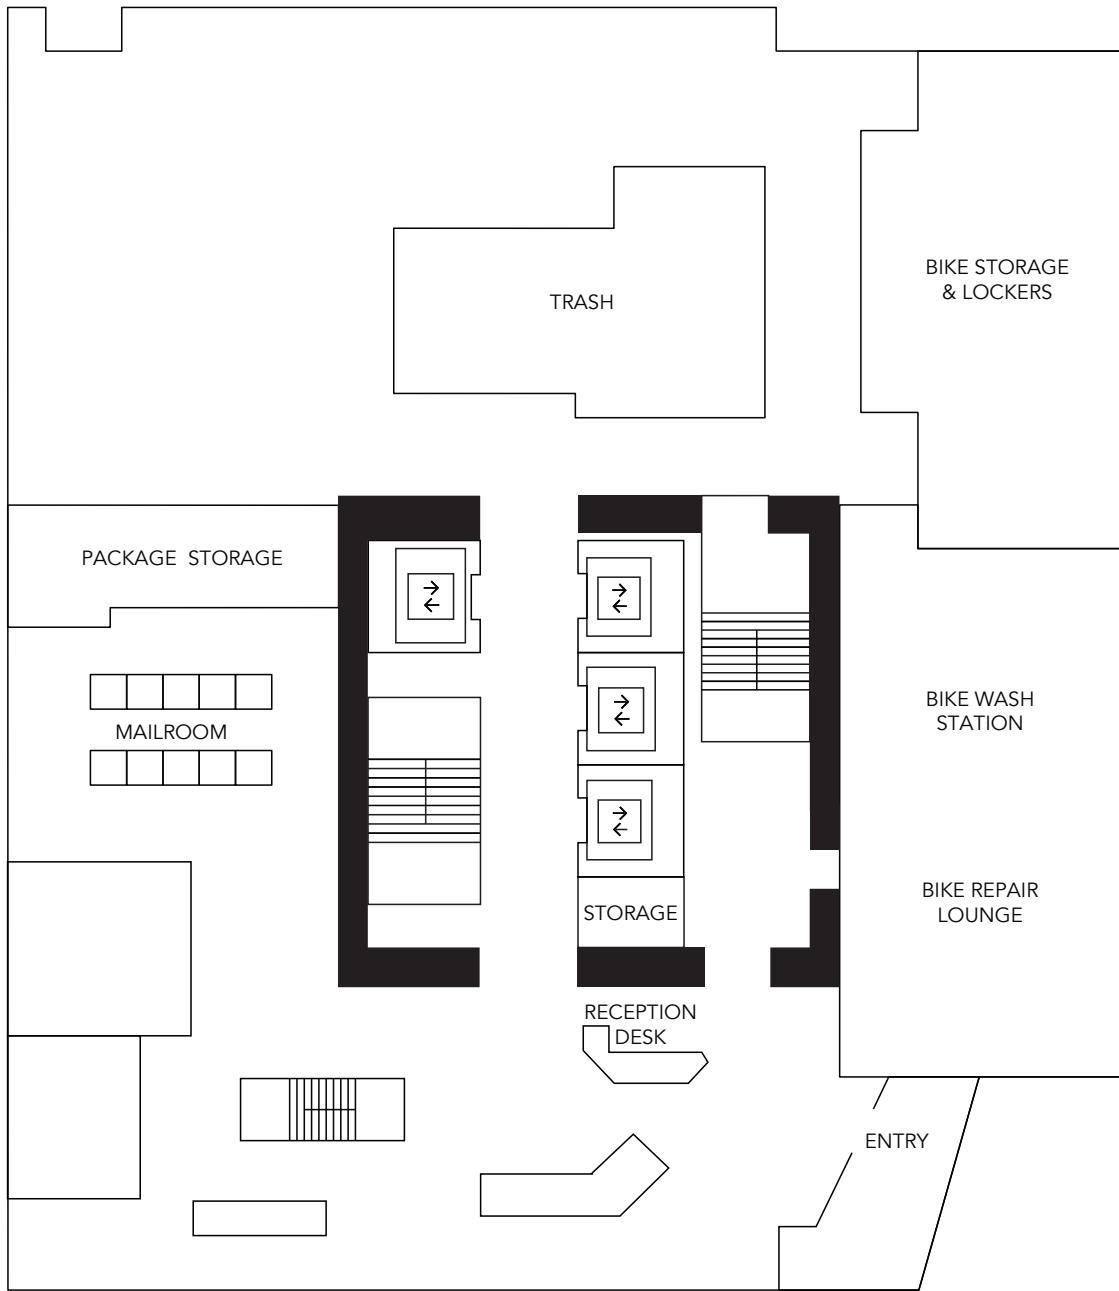 BIKE STORAGE
& LOCKERS
TRASH
PACKAGE STORAGE
BIKE WASH
STATION
MAILROOM
BIKE REPAIR
LOUNGE
STORAGE
RECEPTION
DESK
ENTRY